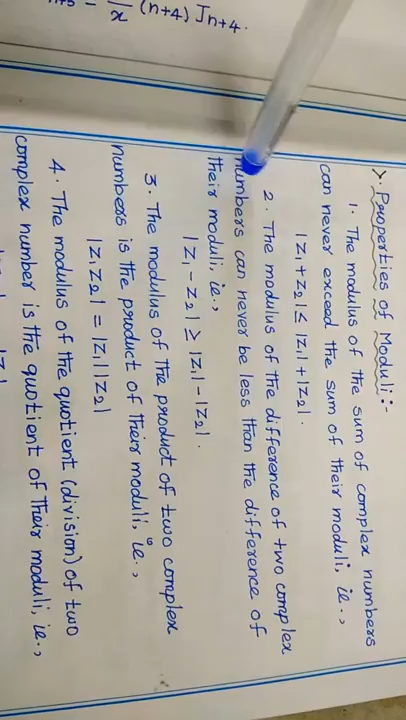 (n+4) Jn+4.
x
> Properties of Moduli:-
1. The modulus of the sum of complex numbers
can never exceed the sum of their moduli, ie.,
|z1+z2| ≤ |z1|+|z2|.
2. The modulus of the difference of two complex
numbers can never be less than the difference of
their moduli, ie.,
|z1-z2| ≥ |z1|-|z2|.
3. The modulus of the product of two complex
numbers is the product of their moduli, ie.,
|z1z2| = |z1||z2|
4. The modulus of the quotient (division) of two
complex number is the quotient of their moduli, ie.,